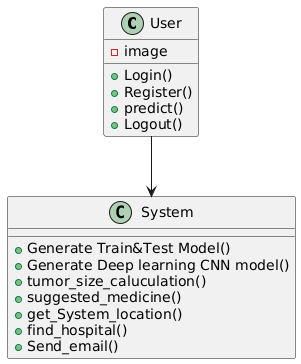 C User
image
Login()
Register()
predict()
Logout()
C System
Generate Train&Test Model()
Generate Deep learning CNN model()
tumor_size_caluculation()
suggested_medicine()
get_System_location()
find_hospital()
Send_email()